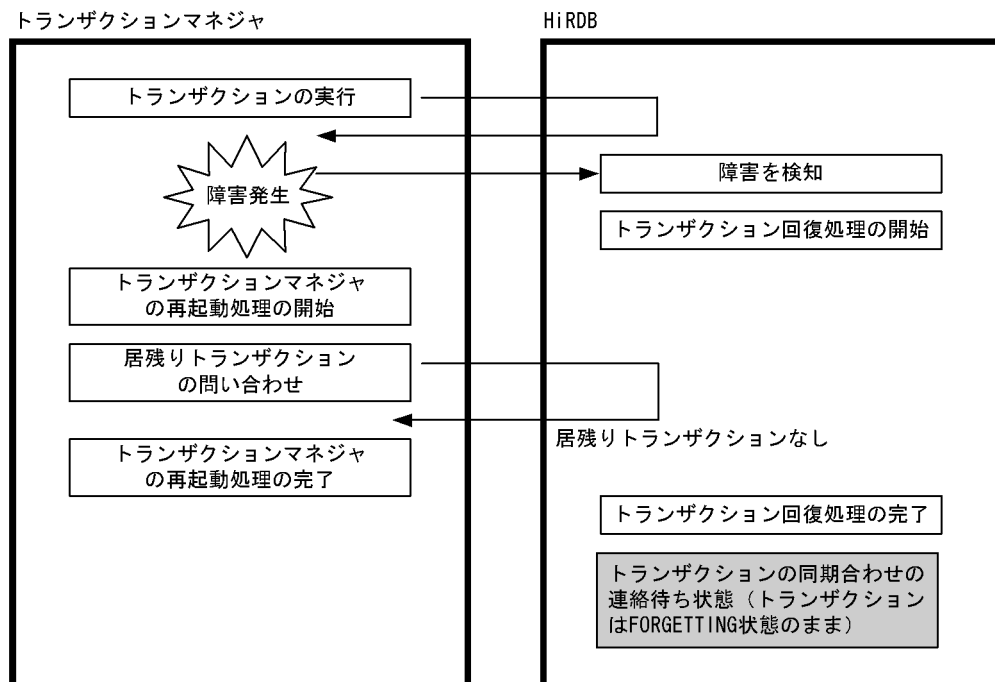 トランザクションマネジャ
HiRDB
トランザクションの実行
障害発生
障害を検知
トランザクション回復処理の開始
トランザクションマネジャ
の再起動処理の開始
居残りトランザクション
の問い合わせ
居残りトランザクションなし
トランザクションマネジャ
の再起動処理の完了
トランザクション回復処理の完了
トランザクションの同期合わせの
連絡待ち状態（トランザクション
はFORGETTING状態のまま）